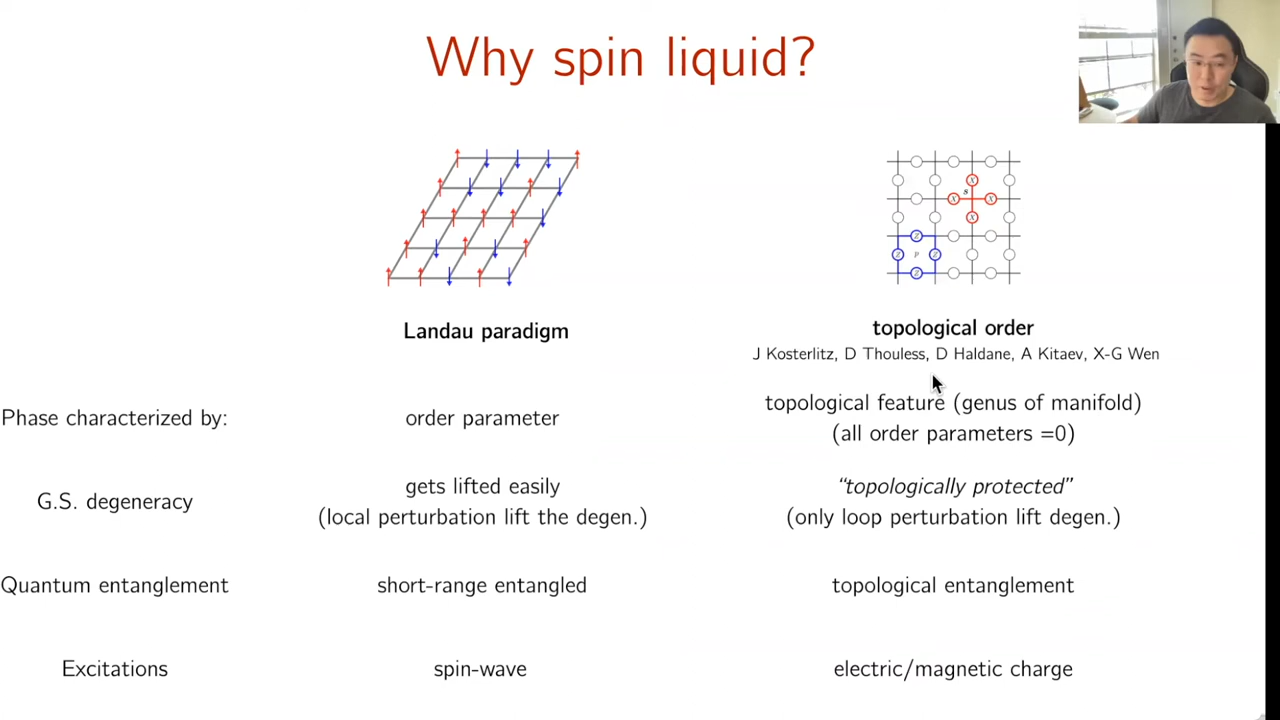 Why spin liquid?
X
s
X
X
X
Z
Z
p
Z
Z
Landau paradigm
topological order
J Kosterlitz, D Thouless, D Haldane, A Kitaev, X-G Wen
Phase characterized by:
order parameter
topological feature (genus of manifold)
(all order parameters =0)
G.S. degeneracy
gets lifted easily
(local perturbation lift the degen.)
“topologically protected”
(only loop perturbation lift degen.)
Quantum entanglement
short-range entangled
topological entanglement
Excitations
spin-wave
electric/magnetic charge